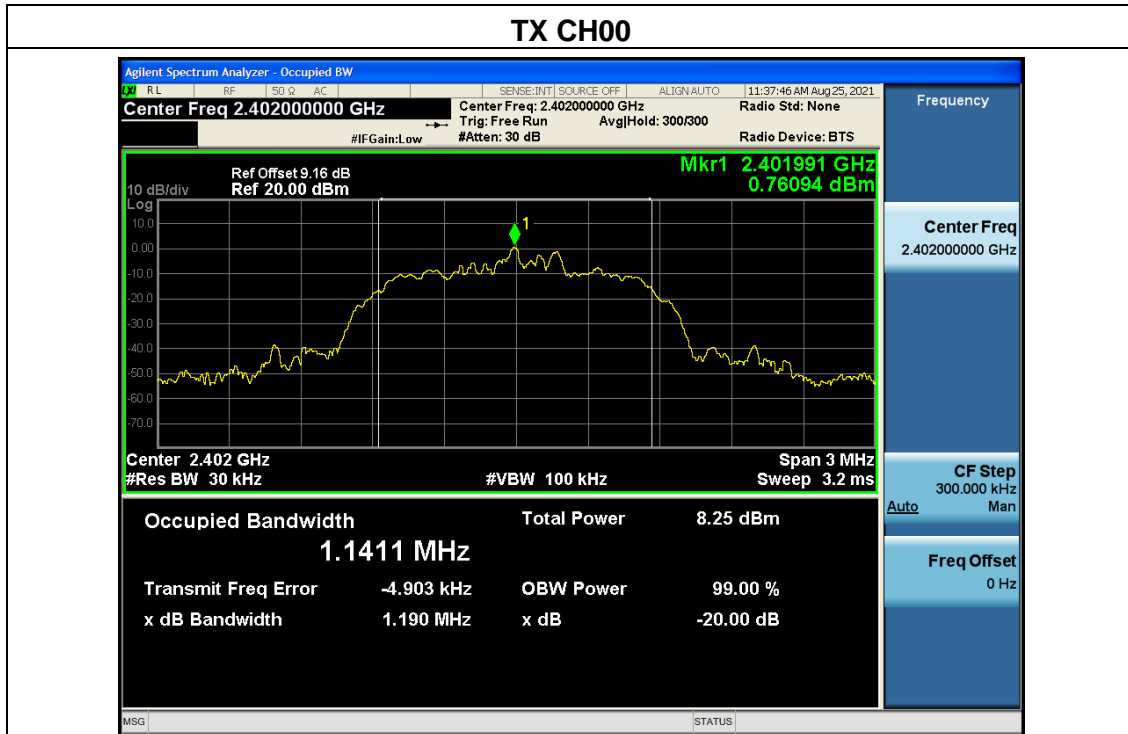 TX CH00
Agilent Spectrum Analyzer - Occupied BW
LXI RL RF 50 Ω AC SENSE:INT SOURCE OFF ALIGN AUTO 11:37:46 AM Aug 25, 2021
Center Freq 2.402000000 GHz
Center Freq: 2.402000000 GHz
Radio Std: None
Trig: Free Run Avg|Hold: 300/300
#IFGain:Low #Atten: 30 dB Radio Device: BTS
Frequency
Mkr1 2.401991 GHz
0.76094 dBm
Ref Offset 9.16 dB
10 dB/div Ref 20.00 dBm
Log
10.0
0.00
-10.0
-20.0
-30.0
-40.0
-50.0
-60.0
-70.0
1
Center 2.402 GHz Span 3 MHz
#Res BW 30 kHz #VBW 100 kHz Sweep 3.2 ms
Center Freq
2.402000000 GHz
CF Step
300.000 kHz
Auto Man
Freq Offset
0 Hz
Occupied Bandwidth Total Power 8.25 dBm
1.1411 MHz
Transmit Freq Error -4.903 kHz OBW Power 99.00 %
x dB Bandwidth 1.190 MHz x dB -20.00 dB
MSG STATUS